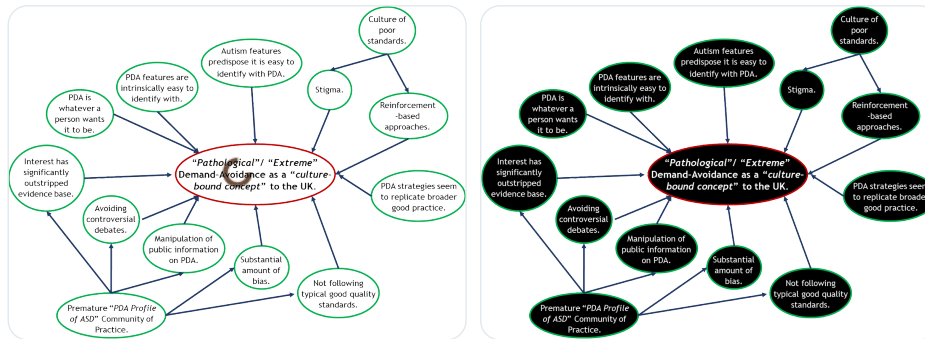 Culture of
poor
standards.
Autism features
predispose it is easy to
identify with PDA.
PDA features are
intrinsically easy to
identify with.
Stigma.
PDA is
whatever a
person wants
it to be.
Reinforcement
-based
approaches.
"Pathological"/ "Extreme"
Demand-Avoidance as a "culture-
bound concept" to the UK.
Interest has
significantly
outstripped
evidence base.
PDA strategies seem
to replicate broader
good practice.
Avoiding
controversial
debates.
Manipulation of
public information
on PDA.
Substantial
amount of
bias.
Not following
typical good quality
standards.
Premature "PDA Profile
of ASD" Community of
Practice.
Culture of
poor
standards.
Autism features
predispose it is easy to
identify with PDA.
PDA features are
intrinsically easy to
identify with.
Stigma.
PDA is
whatever a
person wants
it to be.
Reinforcement
-based
approaches.
"Pathological"/ "Extreme"
Demand-Avoidance as a "culture-
bound concept" to the UK.
Interest has
significantly
outstripped
evidence base.
PDA strategies seem
to replicate broader
good practice.
Avoiding
controversial
debates.
Manipulation of
public information
on PDA.
Substantial
amount of
bias.
Not following
typical good quality
standards.
Premature "PDA Profile
of ASD" Community of
Practice.